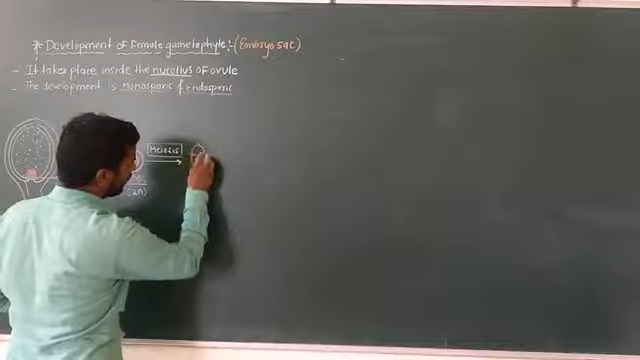 * Development of Female gametophyte :- (Embryo sac)
- It takes place inside the nucellus of ovule
- The development is Monosporic & Endosporic
Meiosis
(2n)